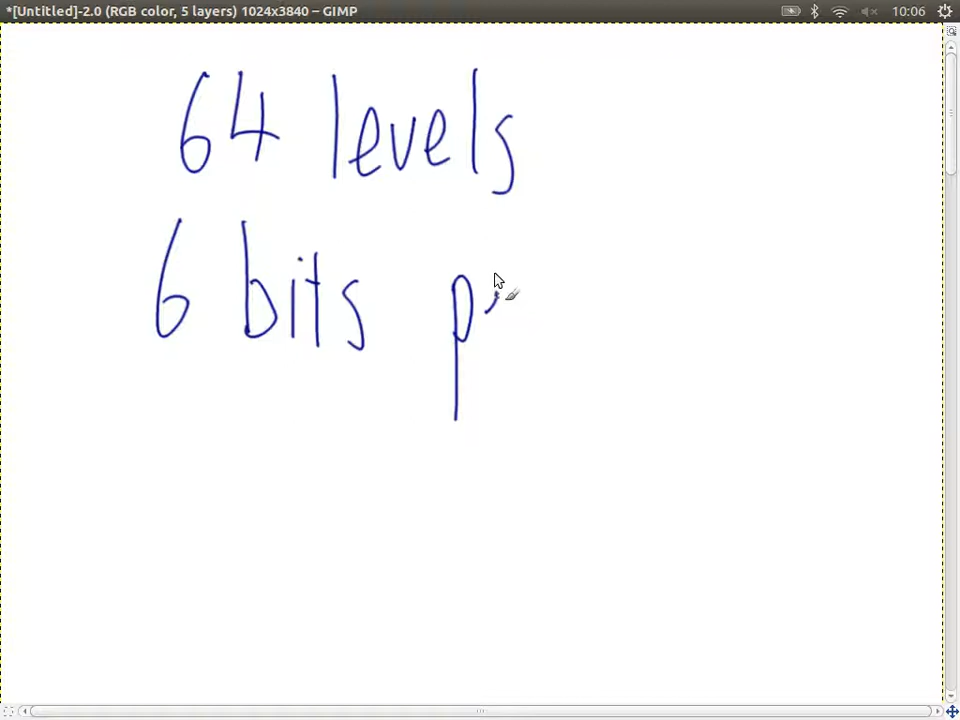 *[Untitled]-2.0 (RGB color, 5 layers) 1024x3840 – GIMP
10:06
64 levels
6 bits p